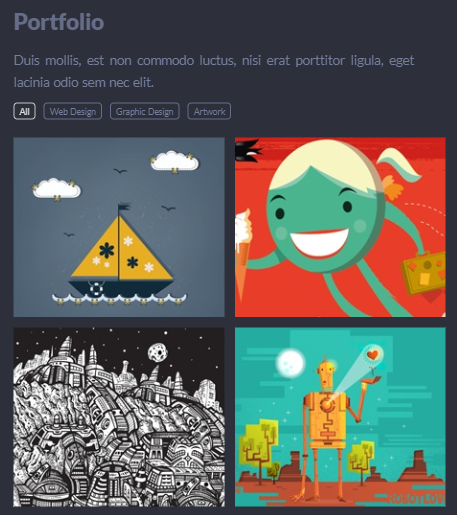 Portfolio
Duis mollis, est non commodo luctus, nisi erat porttitor ligula, eget
lacinia odio sem nec elit.
All Web Design Graphic Design Artwork
ROBOTLUV